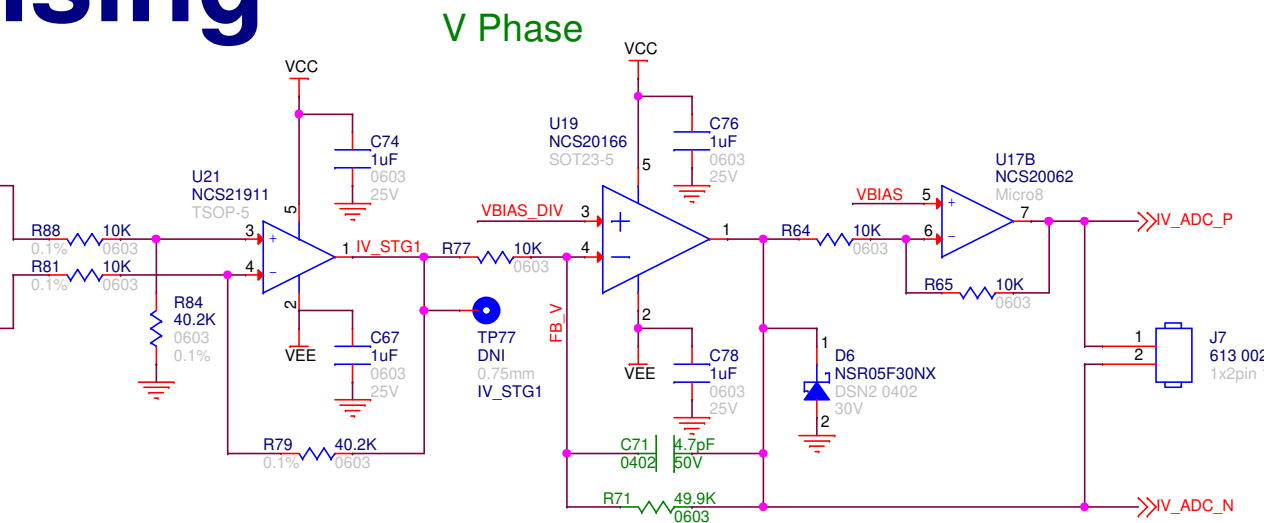 ising
V Phase
VCC
C74
1uF
0603
25V
U21
NCS21911
TSOP-5
5
R88
10K
0.1%
0603
3
+
R81
10K
0.1%
0603
4
-
1
IV_STG1
2
R84
40.2K
0603
0.1%
VEE
C67
1uF
0603
25V
R79
40.2K
0.1%
0603
TP77
DNI
0.75mm
IV_STG1
R77
10K
0603
VCC
C76
1uF
0603
25V
U19
NCS20166
SOT23-5
5
VBIAS_DIV
3
+
4
-
1
2
FB_V
VEE
C78
1uF
0603
25V
C71
4.7pF
0402
50V
R71
49.9K
0603
D6
NSR05F30NX
DSN2 0402
30V
1
2
R64
10K
0603
U17B
NCS20062
Micro8
VBIAS
5
+
6
-
7
R65
10K
0603
IV_ADC_P
1
2
J7
613 002
1x2pin
IV_ADC_N